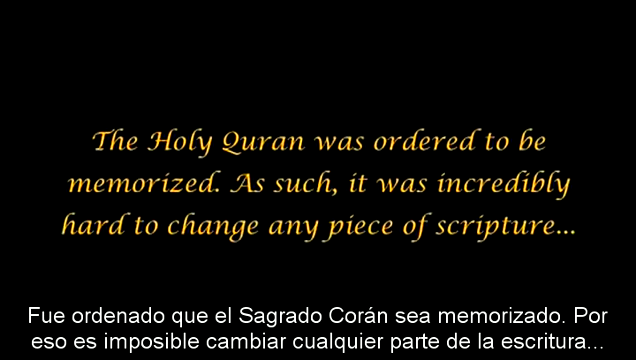 The Holy Quran was ordered to be
memorized. As such, it was incredibly
hard to change any piece of scripture...
Fue ordenado que el Sagrado Corán sea memorizado. Por
eso es imposible cambiar cualquier parte de la escritura...